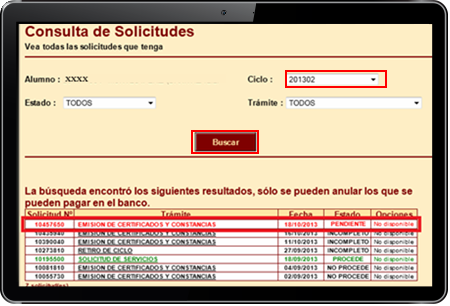 Consulta de Solicitudes
Vea todas las solicitudes que tenga
Alumno : XXXX Ciclo : 201302
Estado : TODOS Trámite : TODOS
Buscar
La búsqueda encontró los siguientes resultados, sólo se pueden anular los que se
pueden pagar en el banco.
Solicitud Nº Trámite Fecha Estado Opciones
10457650 EMISION DE CERTIFICADOS Y CONSTANCIAS 18/10/2013 PENDIENTE No disponible
10435940 EMISION DE CERTIFICADOS Y CONSTANCIAS 16/10/2013 INCOMPLETO No disponible
10390040 EMISION DE CERTIFICADOS Y CONSTANCIAS 11/10/2013 INCOMPLETO No disponible
10273810 RETIRO DE CICLO 27/09/2013 INCOMPLETO No disponible
10195500 SOLICITUD DE SERVICIOS 18/09/2013 PROCEDE No disponible
10081810 EMISION DE CERTIFICADOS Y CONSTANCIAS 04/09/2013 NO PROCEDE No disponible
10055730 EMISION DE CERTIFICADOS Y CONSTANCIAS 02/09/2013 NO PROCEDE No disponible